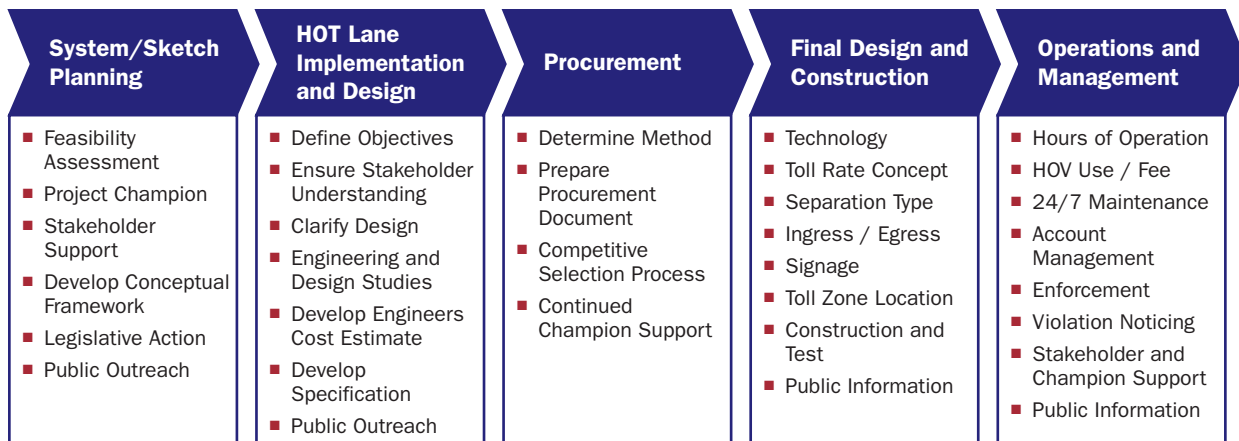 System/Sketch
Planning
Feasibility
Assessment
Project Champion
Stakeholder
Support
Develop Conceptual
Framework
Legislative Action
Public Outreach
HOT Lane
Implementation
and Design
Define Objectives
Ensure Stakeholder
Understanding
Clarify Design
Engineering and
Design Studies
Develop Engineers
Cost Estimate
Develop
Specification
Public Outreach
Procurement
Determine Method
Prepare
Procurement
Document
Competitive
Selection Process
Continued
Champion Support
Final Design and
Construction
Technology
Toll Rate Concept
Separation Type
Ingress / Egress
Signage
Toll Zone Location
Construction and
Test
Public Information
Operations and
Management
Hours of Operation
HOV Use / Fee
24/7 Maintenance
Account
Management
Enforcement
Violation Noticing
Stakeholder and
Champion Support
Public Information